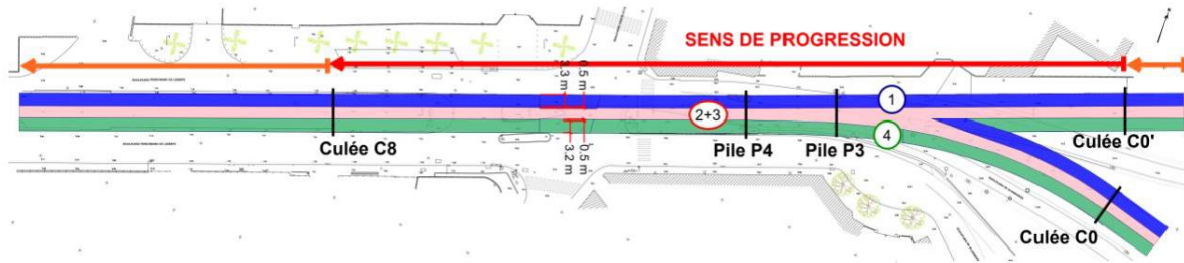 SENS DE PROGRESSION
3.3 m
6.5 m
1
2+3
4
Culée C8
3.2 m
0.5 m
Pile P4
Pile P3
Culée C0'
Culée C0